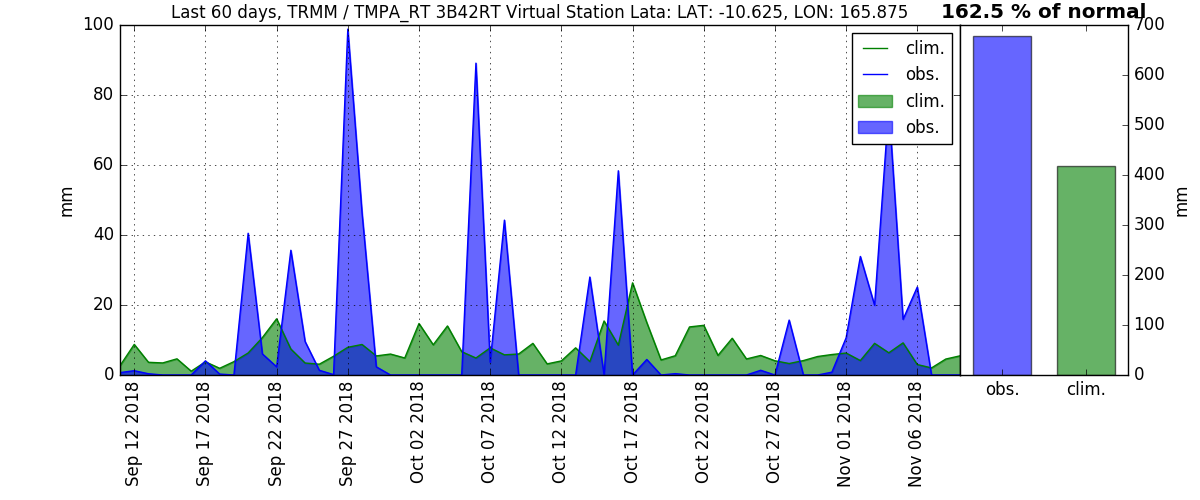 Last 60 days, TRMM / TMPA_RT 3B42RT Virtual Station Lata: LAT: -10.625, LON: 165.875
162.5 % of normal
100
80
60
40
20
0
mm
clim.
obs.
clim.
obs.
Sep 12 2018
Sep 17 2018
Sep 22 2018
Sep 27 2018
Oct 02 2018
Oct 07 2018
Oct 12 2018
Oct 17 2018
Oct 22 2018
Oct 27 2018
Nov 01 2018
Nov 06 2018
700
600
500
400
300
200
100
0
mm
obs.
clim.